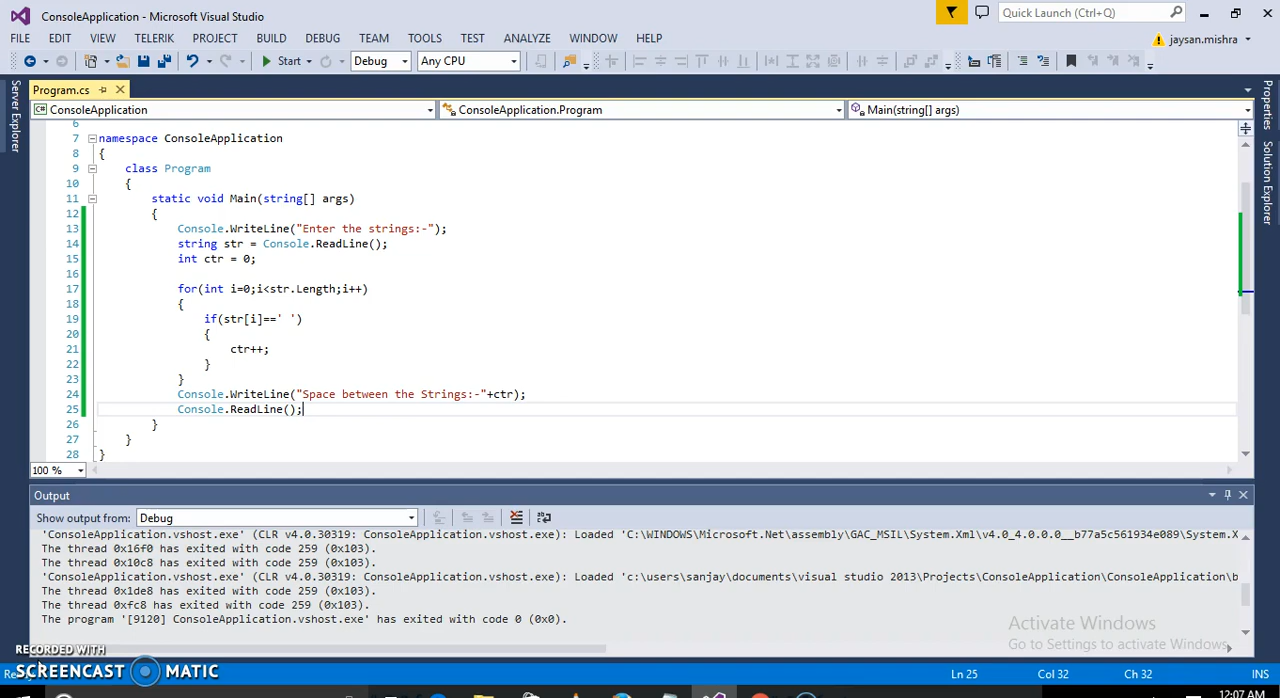 ConsoleApplication - Microsoft Visual Studio
Quick Launch (Ctrl+Q)
FILE EDIT VIEW TELERIK PROJECT BUILD DEBUG TEAM TOOLS TEST ANALYZE WINDOW HELP
jaysan.mishra
Start Debug Any CPU
Program.cs
Server Explorer
Properties
Solution Explorer
ConsoleApplication ConsoleApplication.Program Main(string[] args)
6
7 namespace ConsoleApplication
8 {
9 class Program
10 {
11 static void Main(string[] args)
12 {
13 Console.WriteLine("Enter the strings:-");
14 string str = Console.ReadLine();
15 int ctr = 0;
16
17 for(int i=0;i<str.Length;i++)
18 {
19 if(str[i]==' ')
20 {
21 ctr++;
22 }
23 }
24 Console.WriteLine("Space between the Strings:-"+ctr);
25 Console.ReadLine();
26 }
27 }
28 }
100 %
Output
Show output from: Debug
'ConsoleApplication.vshost.exe' (CLR v4.0.30319: ConsoleApplication.vshost.exe): Loaded 'C:\WINDOWS\Microsoft.Net\assembly\GAC_MSIL\System.Xml\v4.0_4.0.0.0__b77a5c561934e089\System.X
The thread 0x16f0 has exited with code 259 (0x103).
The thread 0x10c8 has exited with code 259 (0x103).
'ConsoleApplication.vshost.exe' (CLR v4.0.30319: ConsoleApplication.vshost.exe): Loaded 'c:\users\sanjay\documents\visual studio 2013\Projects\ConsoleApplication\ConsoleApplication\b
The thread 0x1de8 has exited with code 259 (0x103).
The thread 0xfc8 has exited with code 259 (0x103).
The program '[9120] ConsoleApplication.vshost.exe' has exited with code 0 (0x0).
Activate Windows
Go to Settings to activate Windows.
RECORDED WITH
SCREENCAST MATIC
Ln 25 Col 32 Ch 32 INS
12:07 AM